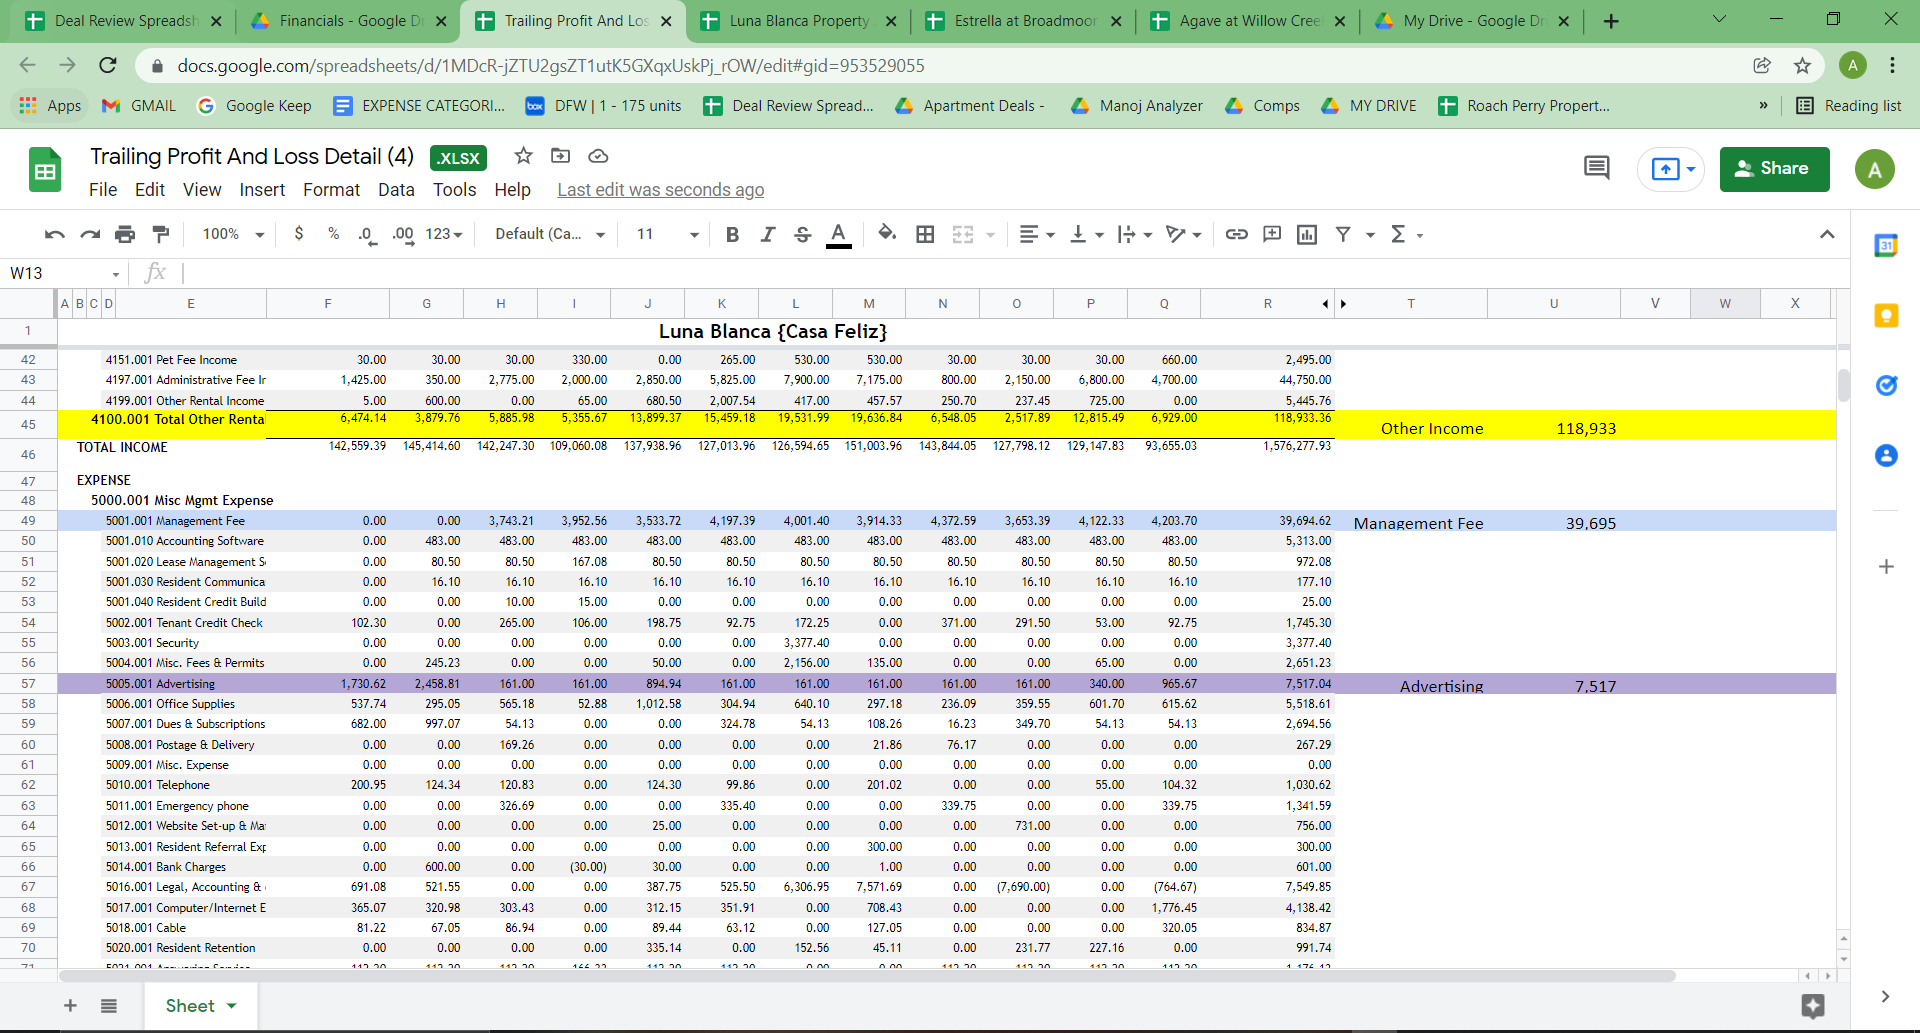 Deal Review Spreadsh
Financials - Google Dr
Trailing Profit And Los
Luna Blanca Property
Estrella at Broadmoor
Agave at Willow Cree
My Drive - Google Dr
docs.google.com/spreadsheets/d/1MDcR-jZTU2gsZT1utK5GXqxUskPj_rOW/edit#gid=953529055
A
Apps
GMAIL
Google Keep
EXPENSE CATEGORI...
box
DFW | 1 - 175 units
Deal Review Spread...
Apartment Deals -
Manoj Analyzer
Comps
MY DRIVE
Roach Perry Propert...
»
Reading list
Trailing Profit And Loss Detail (4) .XLSX
File Edit View Insert Format Data Tools Help Last edit was seconds ago
Share
A
100% $ % .0 .00 123 Default (Ca... 11 B I S A Σ
31
W13 fx
A B C D E F G H I J K L M N O P Q R T U V W X
1 Luna Blanca {Casa Feliz}
42 4151.001 Pet Fee Income 30.00 30.00 30.00 330.00 0.00 265.00 530.00 530.00 30.00 30.00 30.00 660.00 2,495.00
43 4197.001 Administrative Fee Ir 1,425.00 350.00 2,775.00 2,000.00 2,850.00 5,825.00 7,900.00 7,175.00 800.00 2,150.00 6,800.00 4,700.00 44,750.00
44 4199.001 Other Rental Income 5.00 600.00 0.00 65.00 680.50 2,007.54 417.00 457.57 250.70 237.45 725.00 0.00 5,445.76
45 4100.001 Total Other Rental 6,474.14 3,879.76 5,885.98 5,355.67 13,899.37 15,459.18 19,531.99 19,636.84 6,548.05 2,517.89 12,815.49 6,929.00 118,933.36 Other Income 118,933
46 TOTAL INCOME 142,559.39 145,414.60 142,247.30 109,060.08 137,938.96 127,013.96 126,594.65 151,003.96 143,844.05 127,798.12 129,147.83 93,655.03 1,576,277.93
47 EXPENSE
48 5000.001 Misc Mgmt Expense
49 5001.001 Management Fee 0.00 0.00 3,743.21 3,952.56 3,533.72 4,197.39 4,001.40 3,914.33 4,372.59 3,653.39 4,122.33 4,203.70 39,694.62 Management Fee 39,695
50 5001.010 Accounting Software 0.00 483.00 483.00 483.00 483.00 483.00 483.00 483.00 483.00 483.00 483.00 483.00 5,313.00
51 5001.020 Lease Management S 0.00 80.50 80.50 167.08 80.50 80.50 80.50 80.50 80.50 80.50 80.50 80.50 972.08
52 5001.030 Resident Communica 0.00 16.10 16.10 16.10 16.10 16.10 16.10 16.10 16.10 16.10 16.10 16.10 177.10
53 5001.040 Resident Credit Build 0.00 0.00 10.00 15.00 0.00 0.00 0.00 0.00 0.00 0.00 0.00 0.00 25.00
54 5002.001 Tenant Credit Check 102.30 0.00 265.00 106.00 198.75 92.75 172.25 0.00 371.00 291.50 53.00 92.75 1,745.30
55 5003.001 Security 0.00 0.00 0.00 0.00 0.00 0.00 3,377.40 0.00 0.00 0.00 0.00 0.00 3,377.40
56 5004.001 Misc. Fees & Permits 0.00 245.23 0.00 0.00 50.00 0.00 2,156.00 135.00 0.00 0.00 65.00 0.00 2,651.23
57 5005.001 Advertising 1,730.62 2,458.81 161.00 161.00 894.94 161.00 161.00 161.00 161.00 161.00 340.00 965.67 7,517.04 Advertising 7,517
58 5006.001 Office Supplies 537.74 295.05 565.18 52.88 1,012.58 304.94 640.10 297.18 236.09 359.55 601.70 615.62 5,518.61
59 5007.001 Dues & Subscriptions 682.00 997.07 54.13 0.00 0.00 324.78 54.13 108.26 16.23 349.70 54.13 54.13 2,694.56
60 5008.001 Postage & Delivery 0.00 0.00 169.26 0.00 0.00 0.00 0.00 21.86 76.17 0.00 0.00 0.00 267.29
61 5009.001 Misc. Expense 0.00 0.00 0.00 0.00 0.00 0.00 0.00 0.00 0.00 0.00 0.00 0.00 0.00
62 5010.001 Telephone 200.95 124.34 120.83 0.00 124.30 99.86 0.00 201.02 0.00 0.00 55.00 104.32 1,030.62
63 5011.001 Emergency phone 0.00 0.00 326.69 0.00 0.00 335.40 0.00 0.00 339.75 0.00 0.00 339.75 1,341.59
64 5012.001 Website Set-up & Mai 0.00 0.00 0.00 0.00 25.00 0.00 0.00 0.00 0.00 731.00 0.00 0.00 756.00
65 5013.001 Resident Referral Exp 0.00 0.00 0.00 0.00 0.00 0.00 0.00 300.00 0.00 0.00 0.00 0.00 300.00
66 5014.001 Bank Charges 0.00 600.00 0.00 (30.00) 30.00 0.00 0.00 1.00 0.00 0.00 0.00 0.00 601.00
67 5016.001 Legal, Accounting & 691.08 521.55 0.00 0.00 387.75 525.50 6,306.95 7,571.69 0.00 (7,690.00) 0.00 (764.67) 7,549.85
68 5017.001 Computer/Internet E 365.07 320.98 303.43 0.00 312.15 351.91 0.00 708.43 0.00 0.00 0.00 1,776.45 4,138.42
69 5018.001 Cable 81.22 67.05 86.94 0.00 89.44 63.12 0.00 127.05 0.00 0.00 0.00 320.05 834.87
70 5020.001 Resident Retention 0.00 0.00 0.00 0.00 335.14 0.00 152.56 45.11 0.00 231.77 227.16 0.00 991.74
Sheet